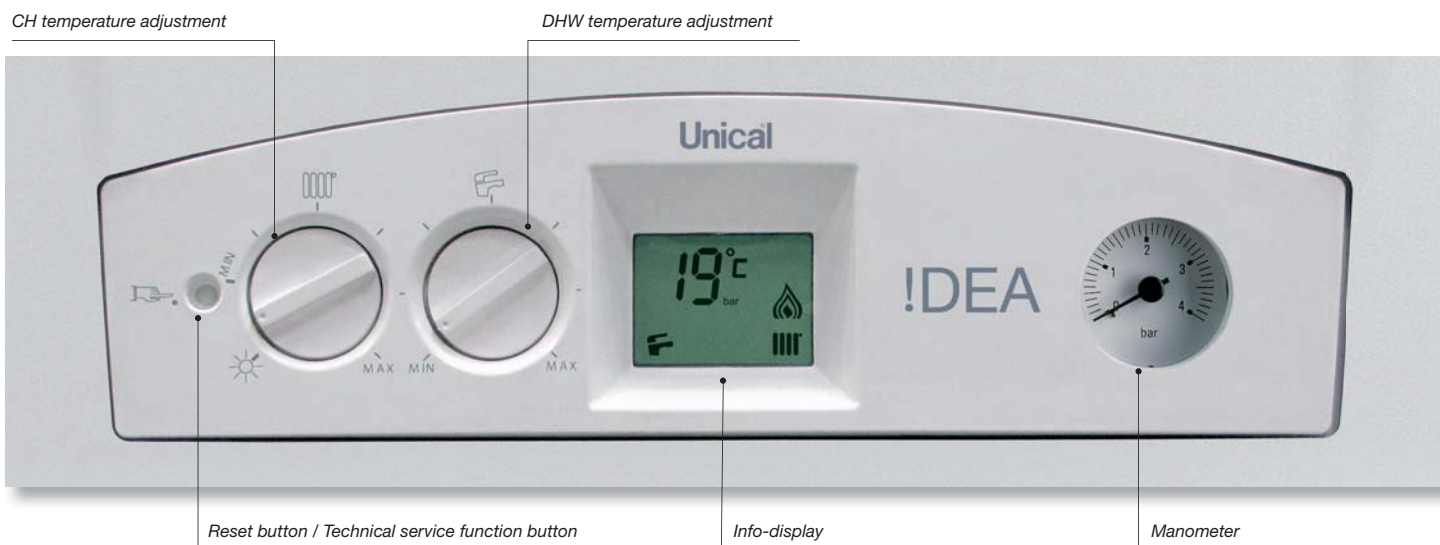 CH temperature adjustment
DHW temperature adjustment
Unical
MIN
MAX
MIN
MAX
19°C
bar
!DEA
0
1
2
3
4
bar
Reset button / Technical service function button
Info-display
Manometer